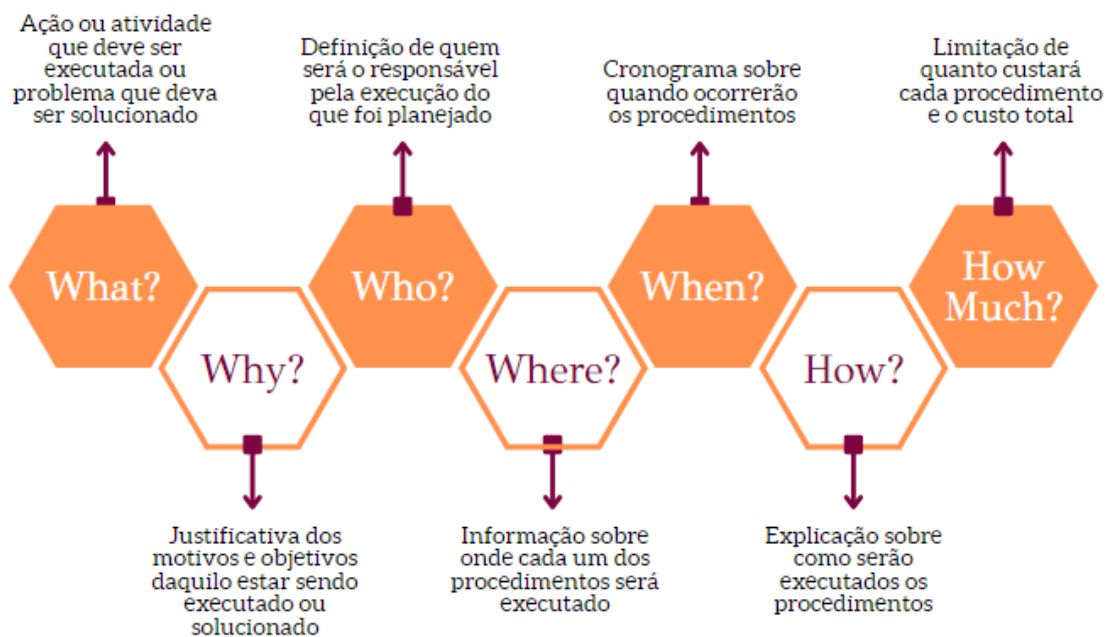 Ação ou atividade
que deve ser
executada ou
problema que deva
ser solucionado
Definição de quem
será o responsável
pela execução do
que foi planejado
Cronograma sobre
quando ocorrerão
os procedimentos
Limitação de
quanto custará
cada procedimento
e o custo total
What?
Why?
Who?
Where?
When?
How?
How
Much?
Justificativa dos
motivos e objetivos
daquilo estar sendo
executado ou
solucionado
Informação sobre
onde cada um dos
procedimentos será
executado
Explicação sobre
como serão
executados os
procedimentos